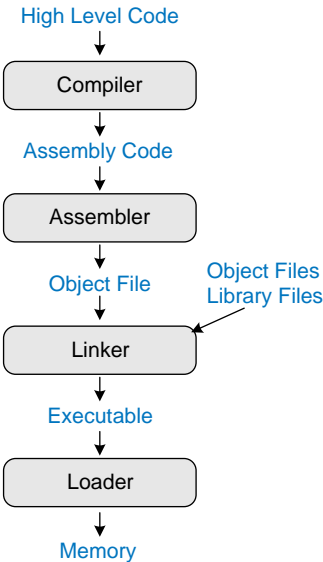 High Level Code
Compiler
Assembly Code
Assembler
Object File
Object Files
Library Files
Linker
Executable
Loader
Memory